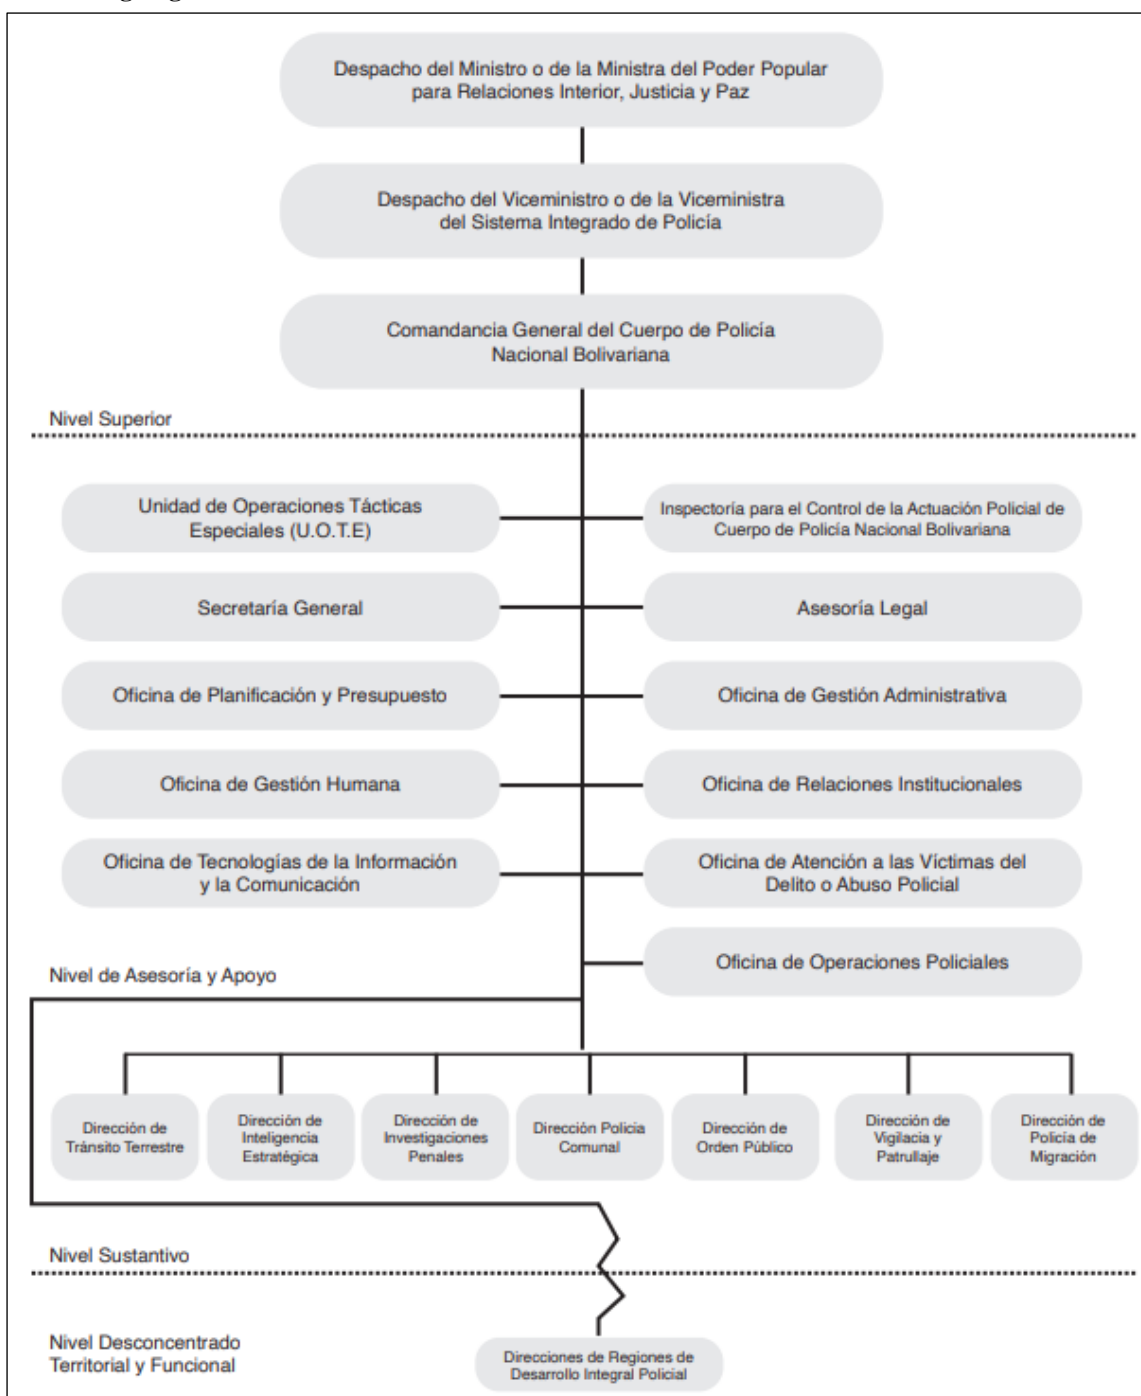 Despacho del Ministro o de la Ministra del Poder Popular
para Relaciones Interior, Justicia y Paz
Despacho del Viceministro o de la Viceministra
del Sistema Integrado de Policía
Comandancia General del Cuerpo de Policía
Nacional Bolivariana
Nivel Superior
Unidad de Operaciones Tácticas
Especiales (U.O.T.E)
Inspectoría para el Control de la Actuación Policial de
Cuerpo de Policía Nacional Bolivariana
Secretaría General
Asesoría Legal
Oficina de Planificación y Presupuesto
Oficina de Gestión Administrativa
Oficina de Gestión Humana
Oficina de Relaciones Institucionales
Oficina de Tecnologías de la Información
y la Comunicación
Oficina de Atención a las Víctimas del
Delito o Abuso Policial
Oficina de Operaciones Policiales
Nivel de Asesoría y Apoyo
Dirección de
Tránsito Terrestre
Dirección de
Inteligencia
Estratégica
Dirección de
Investigaciones
Penales
Dirección Policia
Comunal
Dirección de
Orden Público
Dirección de
Vigilacia y
Patrullaje
Dirección de
Policía de
Migración
Nivel Sustantivo
Nivel Desconcentrado
Territorial y Funcional
Direcciones de Regiones de
Desarrollo Integral Policial